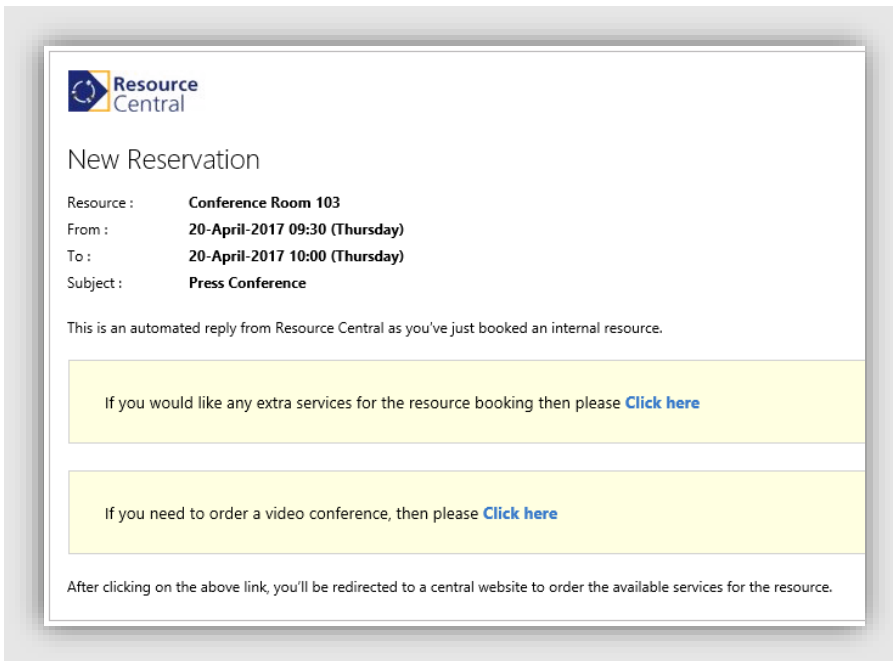 Resource
Central
New Reservation
Resource : Conference Room 103
From : 20-April-2017 09:30 (Thursday)
To : 20-April-2017 10:00 (Thursday)
Subject : Press Conference
This is an automated reply from Resource Central as you've just booked an internal resource.
If you would like any extra services for the resource booking then please Click here
If you need to order a video conference, then please Click here
After clicking on the above link, you'll be redirected to a central website to order the available services for the resource.